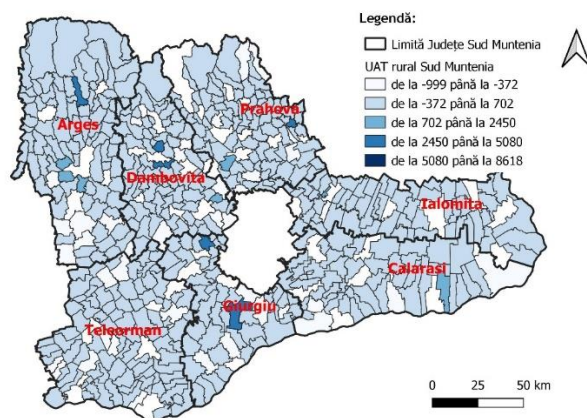 Legendă:
Limită Județe Sud Muntenia
UAT rural Sud Muntenia
de la -999 până la -372
de la -372 până la 702
de la 702 până la 2450
de la 2450 până la 5080
de la 5080 până la 8618
Prahova
Arges
Dambovita
Ialomita
Calarasi
Giurgiu
Teleorman
0 25 50 km